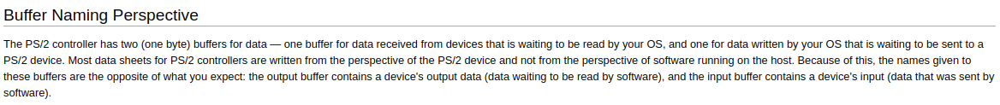 Buffer Naming Perspective
The PS/2 controller has two (one byte) buffers for data — one buffer for data received from devices that is waiting to be read by your OS, and one for data written by your OS that is waiting to be sent to a
PS/2 device. Most data sheets for PS/2 controllers are written from the perspective of the PS/2 device and not from the perspective of software running on the host. Because of this, the names given to
these buffers are the opposite of what you expect: the output buffer contains a device's output data (data waiting to be read by software), and the input buffer contains a device's input (data that was sent by
software).